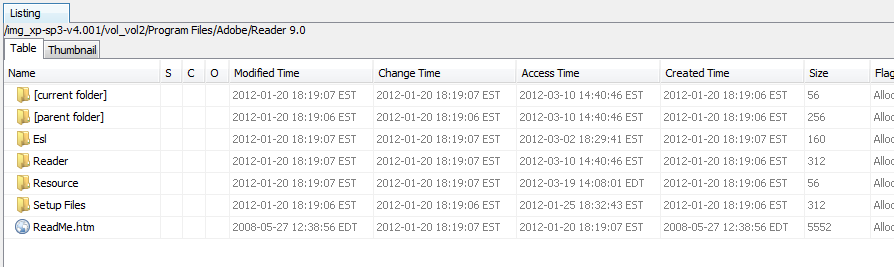 Listing
/img_xp-sp3-v4.001/vol_vol2/Program Files/Adobe/Reader 9.0
Table Thumbnail
Name S C O Modified Time Change Time Access Time Created Time Size Flag
[current folder] 2012-01-20 18:19:07 EST 2012-01-20 18:19:07 EST 2012-03-10 14:40:46 EST 2012-01-20 18:19:06 EST 56 Alloc
[parent folder] 2012-01-20 18:19:06 EST 2012-01-20 18:19:06 EST 2012-03-10 14:40:46 EST 2012-01-20 18:19:06 EST 256 Alloc
Esl 2012-01-20 18:19:07 EST 2012-01-20 18:19:07 EST 2012-03-02 18:29:41 EST 2012-01-20 18:19:07 EST 160 Alloc
Reader 2012-01-20 18:19:07 EST 2012-01-20 18:19:07 EST 2012-03-10 14:40:46 EST 2012-01-20 18:19:06 EST 312 Alloc
Resource 2012-01-20 18:19:07 EST 2012-01-20 18:19:07 EST 2012-03-19 14:08:01 EDT 2012-01-20 18:19:06 EST 56 Alloc
Setup Files 2012-01-20 18:19:06 EST 2012-01-20 18:19:06 EST 2012-01-25 18:32:43 EST 2012-01-20 18:19:06 EST 312 Alloc
ReadMe.htm 2008-05-27 12:38:56 EDT 2012-01-20 18:19:07 EST 2012-01-20 18:19:07 EST 2008-05-27 12:38:56 EDT 5552 Alloc